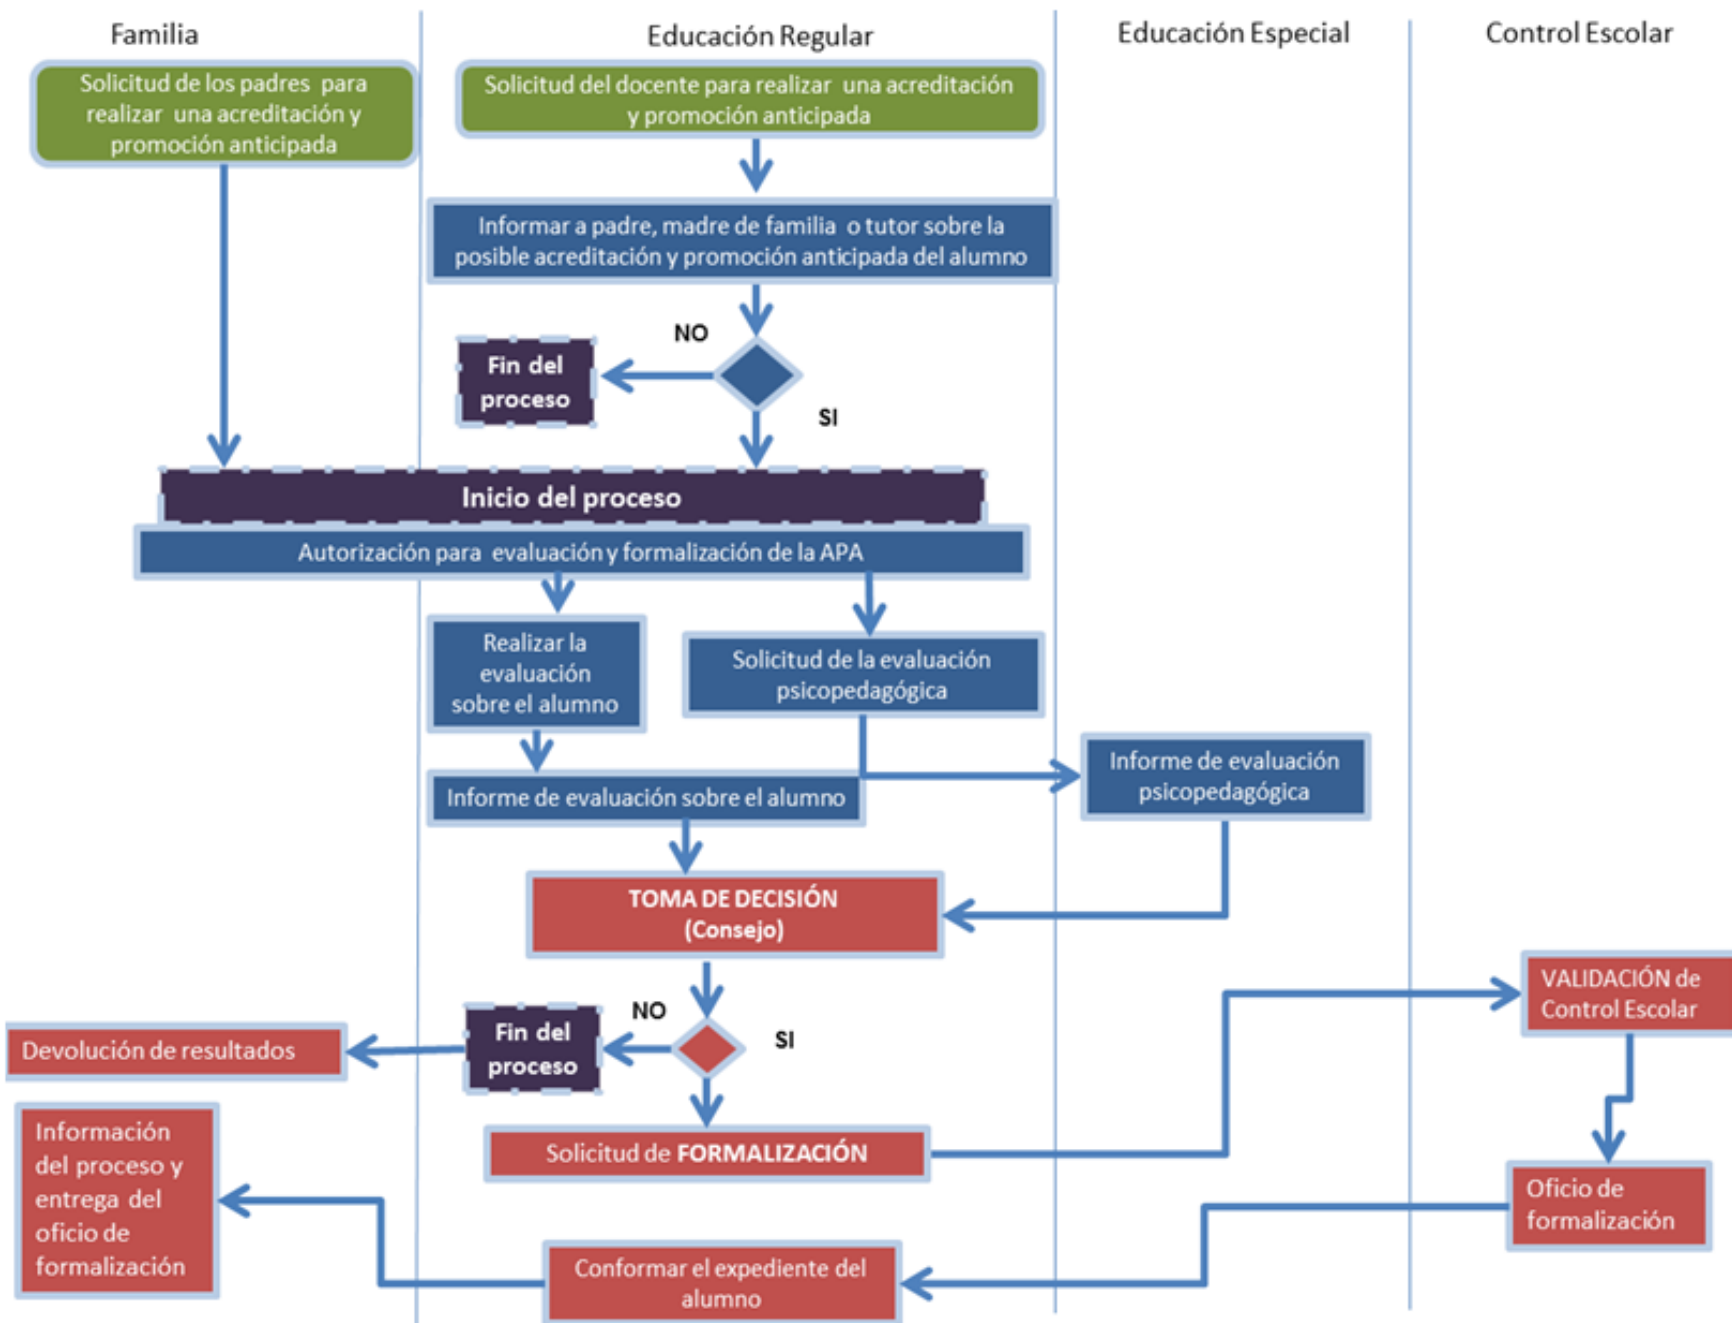 Familia
Educación Regular
Educación Especial
Control Escolar
Solicitud de los padres para
realizar una acreditación y
promoción anticipada
Solicitud del docente para realizar una acreditación
y promoción anticipada
Informar a padre, madre de familia o tutor sobre la
posible acreditación y promoción anticipada del alumno
NO
Fin del
proceso
SI
Inicio del proceso
Autorización para evaluación y formalización de la APA
Realizar la
evaluación
sobre el alumno
Solicitud de la evaluación
psicopedagógica
Informe de evaluación sobre el alumno
Informe de evaluación
psicopedagógica
TOMA DE DECISIÓN
(Consejo)
NO
Fin del
proceso
SI
Devolución de resultados
VALIDACIÓN de
Control Escolar
Solicitud de FORMALIZACIÓN
Información
del proceso y
entrega del
oficio de
formalización
Oficio de
formalización
Conformar el expediente del
alumno